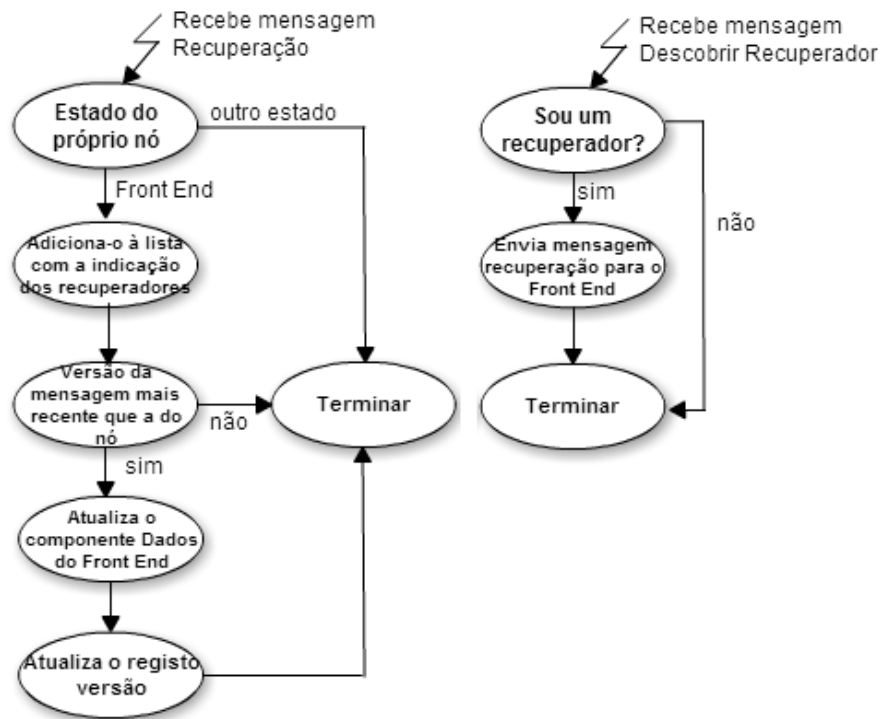 Recebe mensagem
Recuperação
Estado do
próprio nó
outro estado
Front End
Adiciona-o à lista
com a indicação
dos recuperadores
Versão da
mensagem mais
recente que a do
nó
não
Terminar
sim
Atualiza o
componente Dados
do Front End
Atualiza o registo
versão
Recebe mensagem
Descobrir Recuperador
Sou um
recuperador?
sim
não
Envia mensagem
recuperação para o
Front End
Terminar